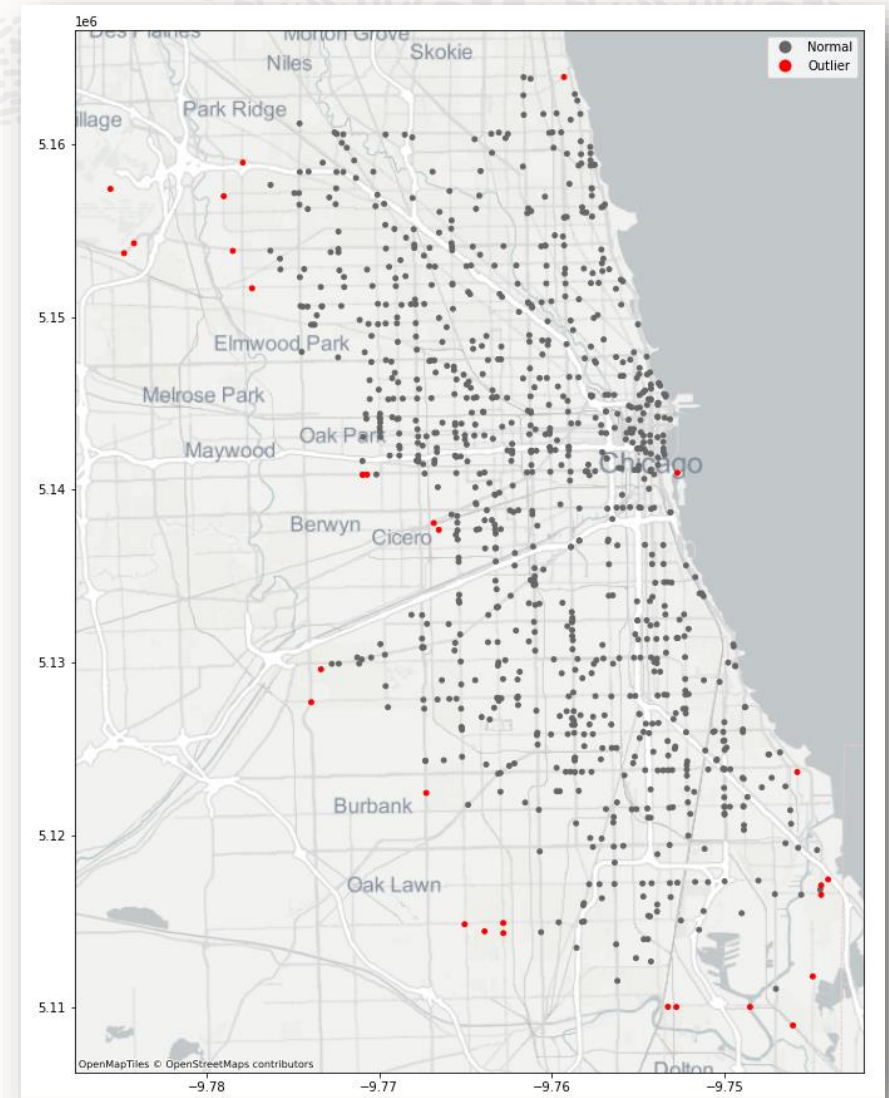 1e6
Des Plaines
Morton Grove
Skokie
Niles
Park Ridge
illage
Normal
Outlier
5.16
5.15
Elmwood Park
Melrose Park
Oak Park
Maywood
Chicago
5.14
Berwyn
Cicero
5.13
Burbank
5.12
Oak Lawn
5.11
Dolton
OpenMapTiles © OpenStreetMaps contributors
−9.78
−9.77
−9.76
−9.75